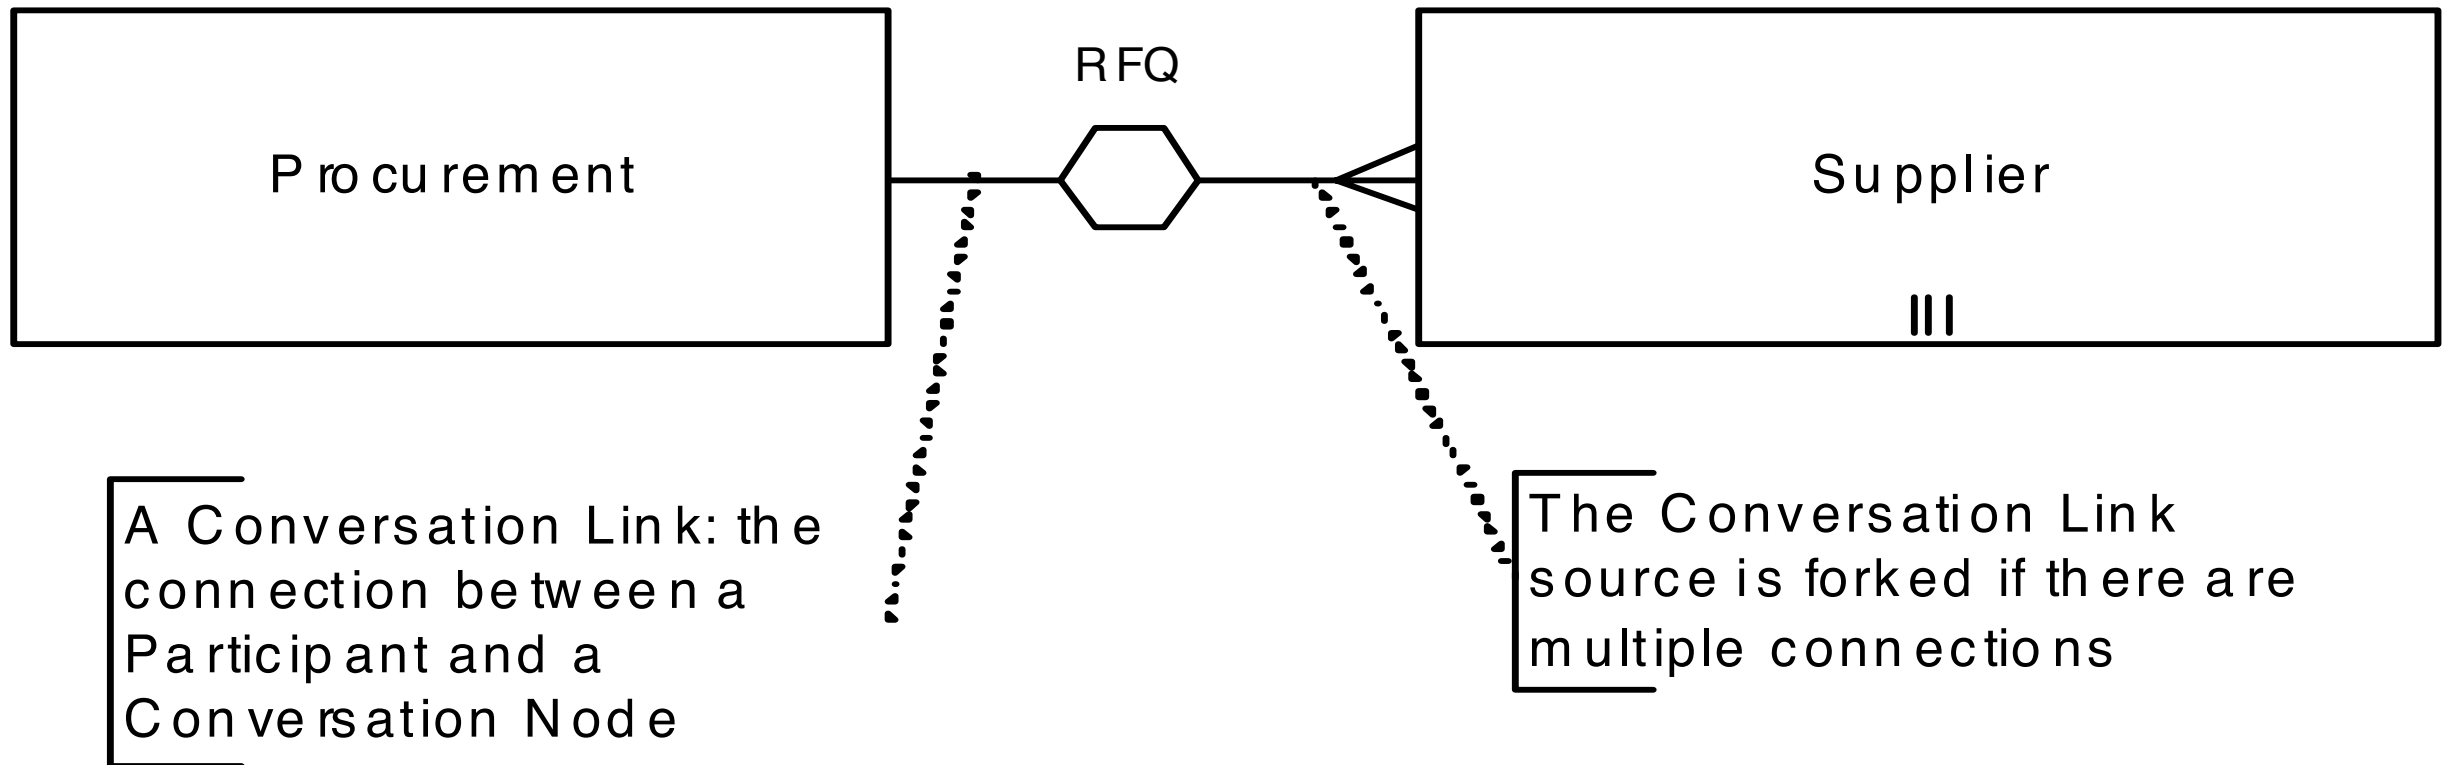 RFQ
Procurement
Supplier
A Conversation Link: the
connection between a
Participant and a
Conversation Node
The Conversation Link
source is forked if there are
multiple connections